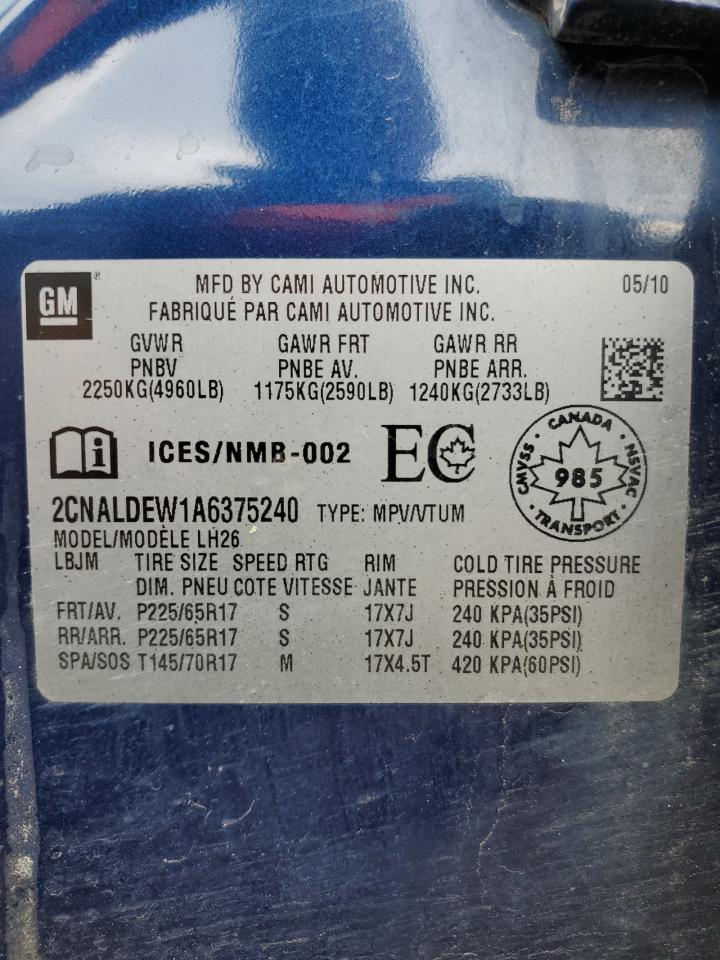 GM
MFD BY CAMI AUTOMOTIVE INC. 05/10
FABRIQUÉ PAR CAMI AUTOMOTIVE INC.
GVWR GAWR FRT GAWR RR
PNBV PNBE AV. PNBE ARR.
2250KG(4960LB) 1175KG(2590LB) 1240KG(2733LB)
ICES/NMB-002 EC
CANADA
CMVSS · NSVAC
985
TRANSPORT
2CNALDEW1A6375240 TYPE: MPV/VTUM
MODEL/MODÈLE LH26
LBJM TIRE SIZE SPEED RTG RIM COLD TIRE PRESSURE
DIM. PNEU COTE VITESSE JANTE PRESSION À FROID
FRT/AV. P225/65R17 S 17X7J 240 KPA(35PSI)
RR/ARR. P225/65R17 S 17X7J 240 KPA(35PSI)
SPA/SOS T145/70R17 M 17X4.5T 420 KPA(60PSI)